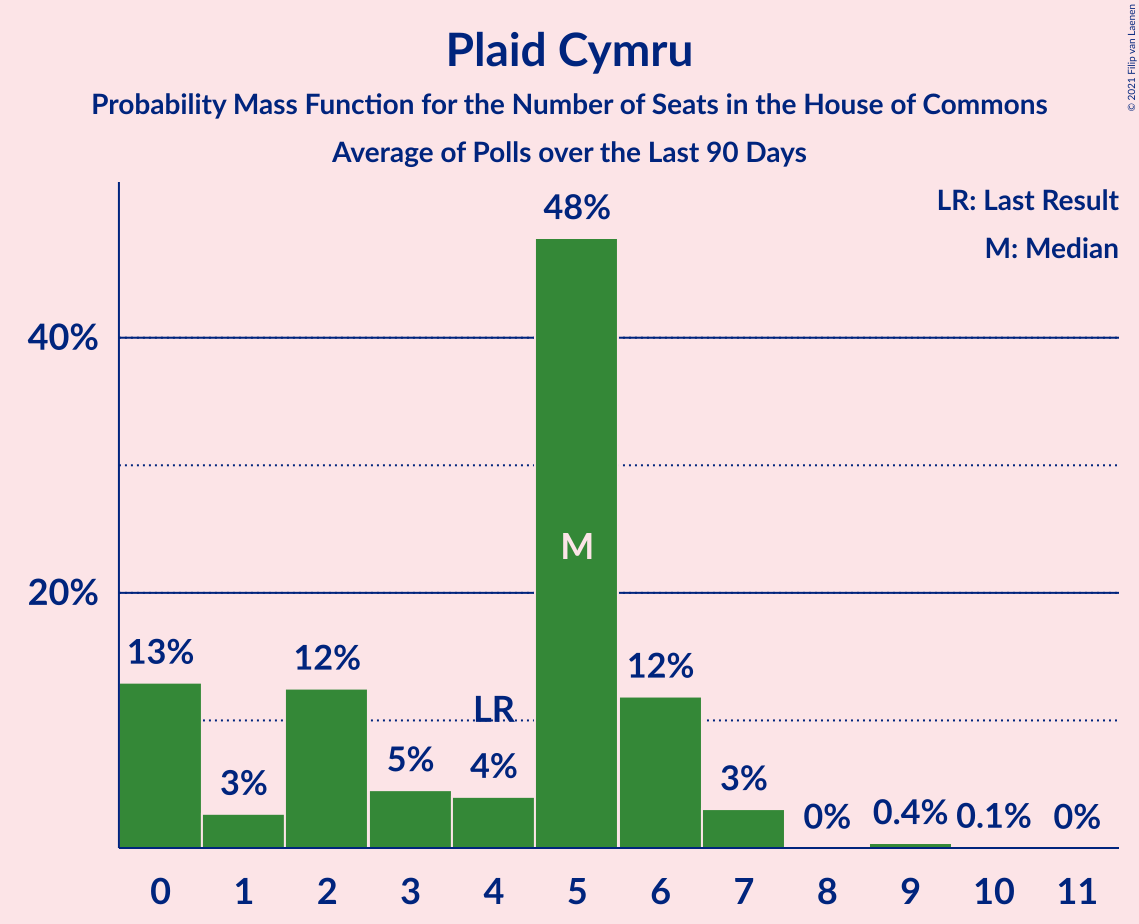 Plaid Cymru
Probability Mass Function for the Number of Seats in the House of Commons
Average of Polls over the Last 90 Days
© 2021 Filip van Laenen
LR: Last Result
M: Median
40%
20%
13%
3%
12%
5%
LR
4%
48%
M
12%
3%
0%
0.4%
0.1%
0%
0 1 2 3 4 5 6 7 8 9 10 11